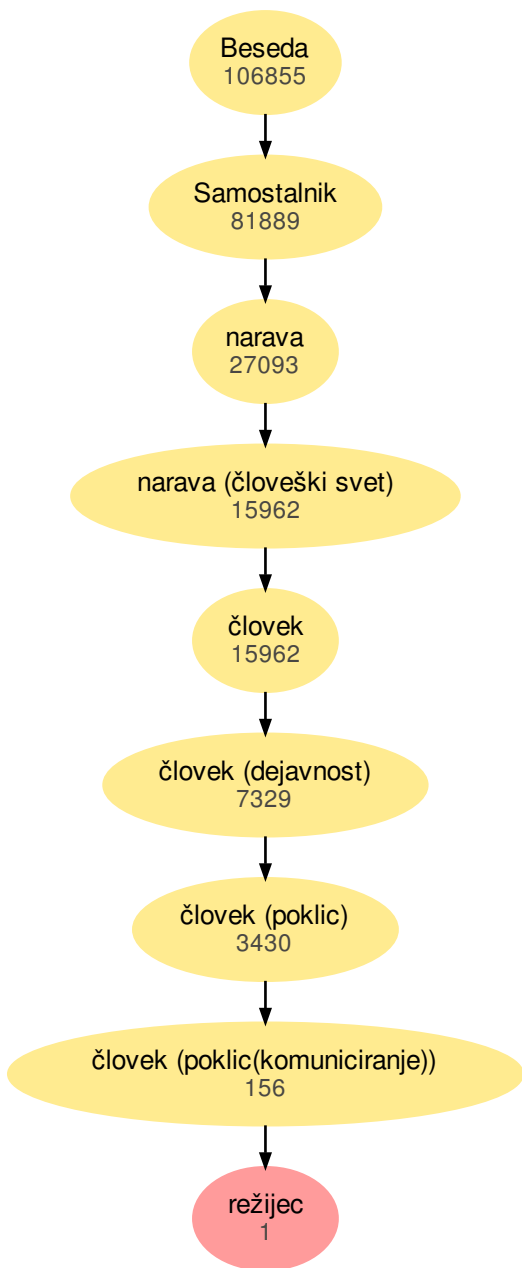 Beseda
106855
Samostalnik
81889
narava
27093
narava (človeški svet)
15962
človek
15962
človek (dejavnost)
7329
človek (poklic)
3430
človek (poklic(komuniciranje))
156
režijec
1